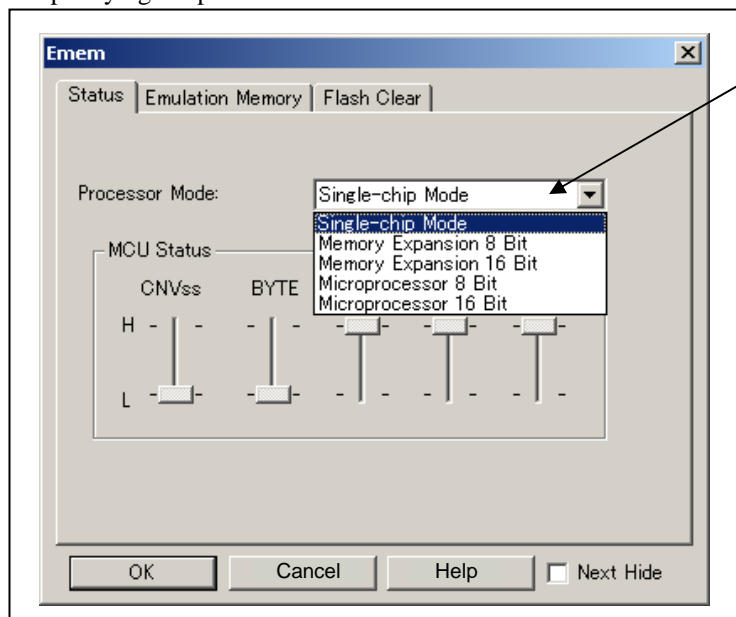 Emem
Status Emulation Memory Flash Clear
Processor Mode: Single-chip Mode
Single-chip Mode
Memory Expansion 8 Bit
Memory Expansion 16 Bit
Microprocessor 8 Bit
Microprocessor 16 Bit
MCU Status
CNVss BYTE
H
L
OK Cancel Help Next Hide